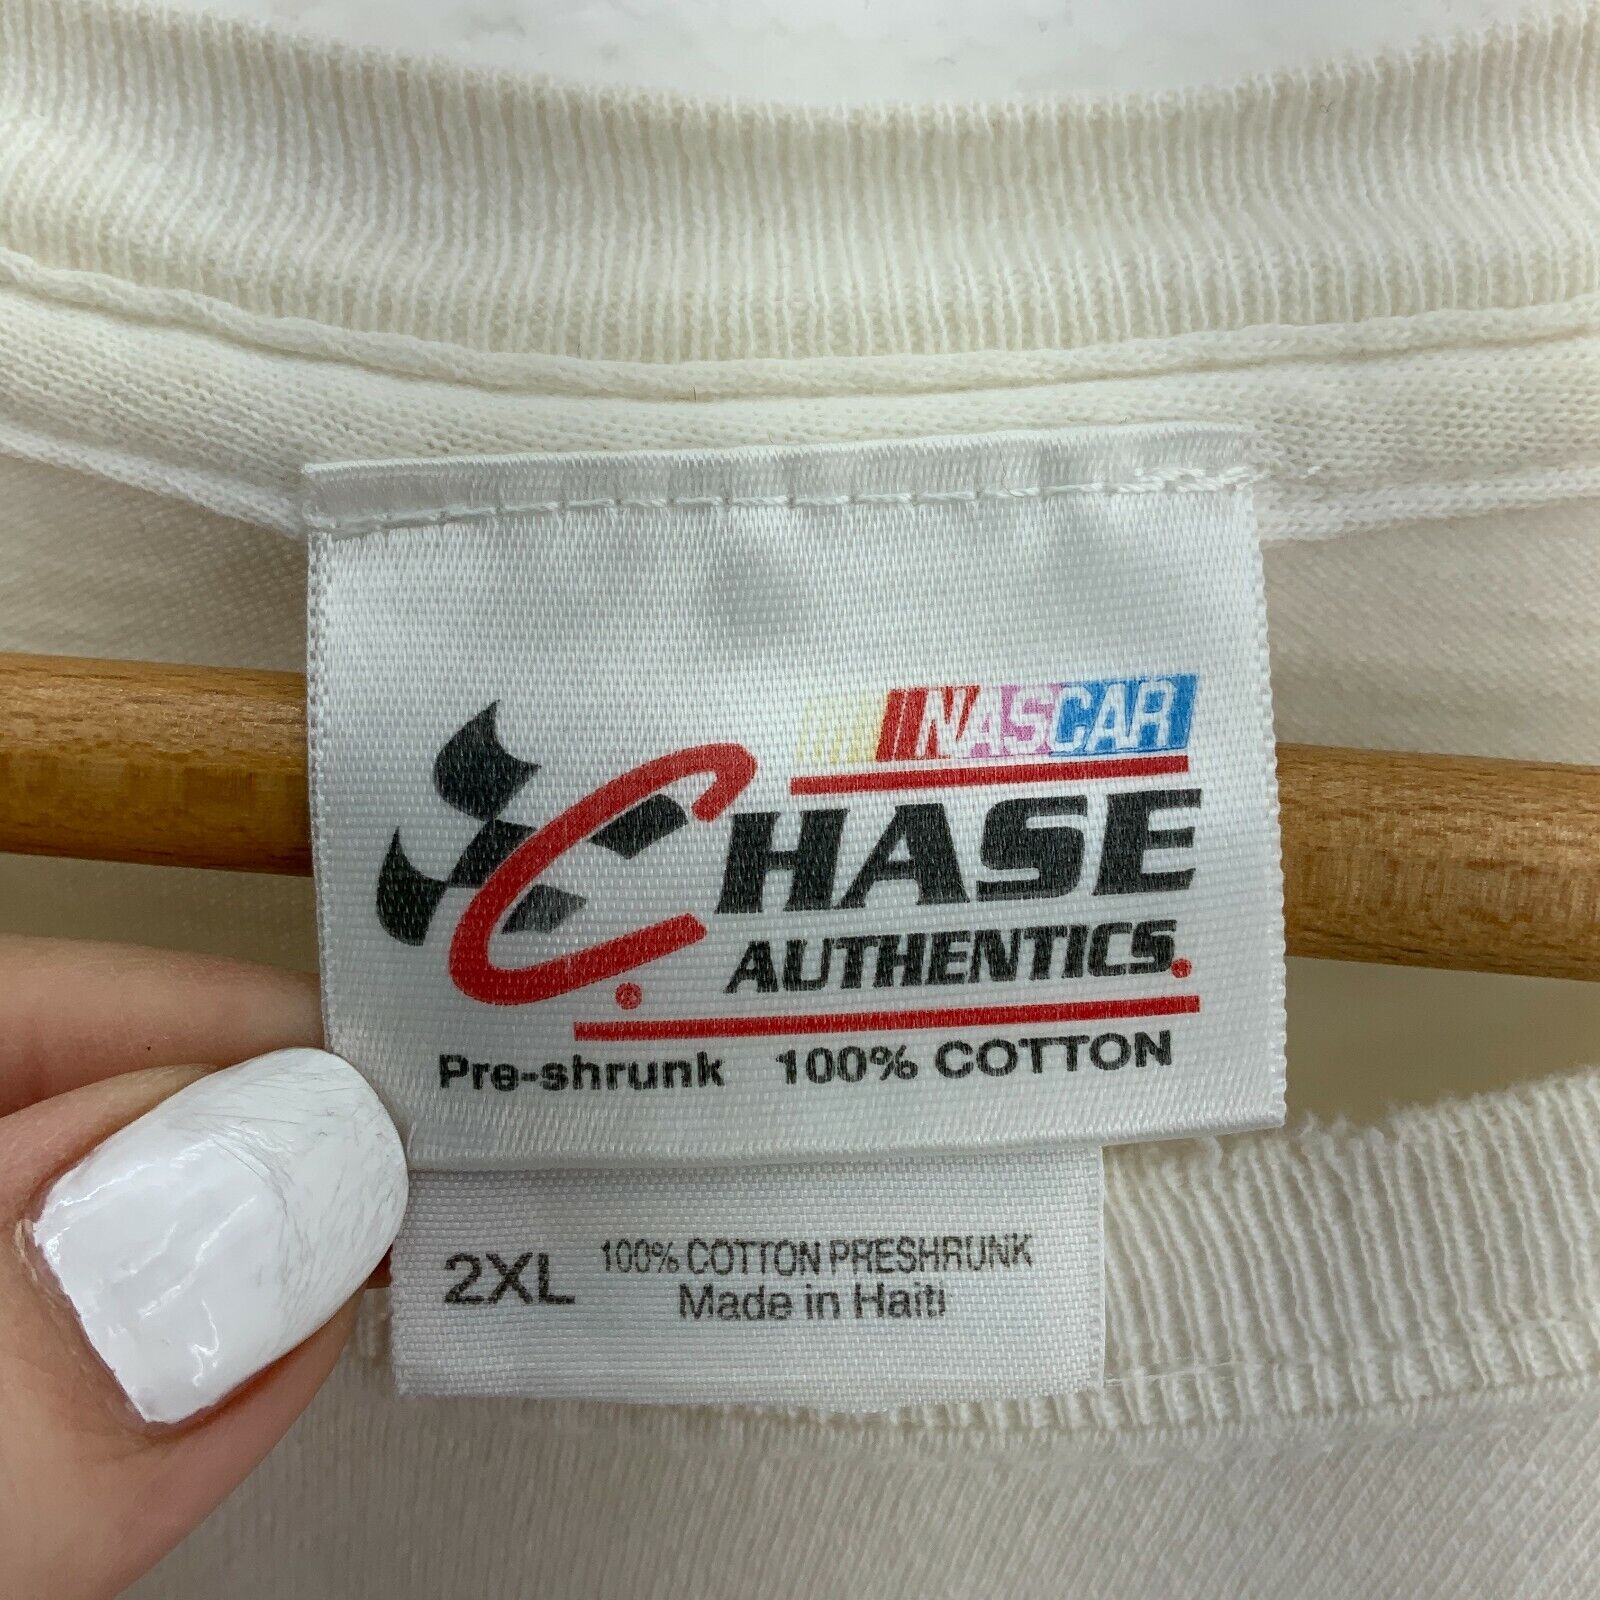 NASCAR
CHASE
AUTHENTICS.
®
Pre-shrunk 100% COTTON
2XL 100% COTTON PRESHRUNK
Made in Haiti